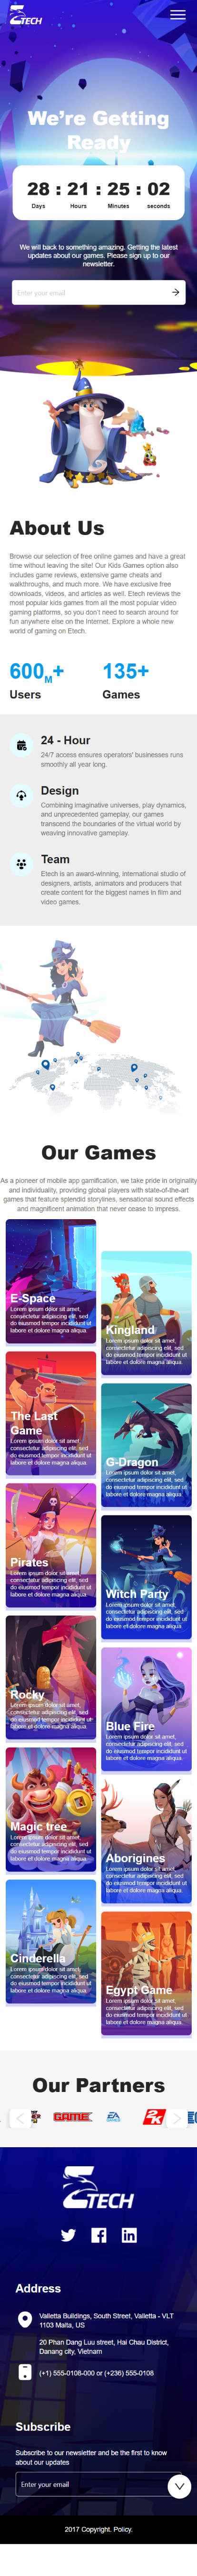 ETECH
We're Getting
Ready
28 : 21 : 25 : 02
Days Hours Minutes seconds
We will back to something amazing. Getting the latest
updates about our games. Please sign up to our
newsletter.
Enter your email
About Us
Browse our selection of free online games and have a great
time without leaving the site! Our Kids Games option also
includes game reviews, extensive game cheats and
walkthroughs, and much more. We have exclusive free
downloads, videos, and articles as well. Etech reviews the
most popular kids games from all the most popular video
gaming platforms, so you don't need to search around for
fun anywhere else on the Internet. Explore a whole new
world of gaming on Etech.
600M+ 135+
Users Games
24 - Hour
24/7 access ensures operators' businesses runs
smoothly all year long.
Design
Combining imaginative universes, play dynamics,
and unprecedented gameplay, our games
transcend the boundaries of the virtual world by
weaving innovative gameplay.
Team
Etech is an award-winning, international studio of
designers, artists, animators and producers that
create content for the biggest names in film and
video games.
Our Games
As a pioneer of mobile app gamification, we take pride in originality
and individuality, providing global players with state-of-the-art
games that feature splendid storylines, sensational sound effects
and magnificent animation that never cease to impress.
E-Space
Lorem ipsum dolor sit amet,
consectetur adipiscing elit, sed
do eiusmod tempor incididunt ut
labore et dolore magna aliqua.
Kingland
Lorem ipsum dolor sit amet,
consectetur adipiscing elit, sed
do eiusmod tempor incididunt ut
labore et dolore magna aliqua.
The Last
Game
Lorem ipsum dolor sit amet,
consectetur adipiscing elit, sed
do eiusmod tempor incididunt ut
labore et dolore magna aliqua.
G-Dragon
Lorem ipsum dolor sit amet,
consectetur adipiscing elit, sed
do eiusmod tempor incididunt ut
labore et dolore magna aliqua.
Pirates
Lorem ipsum dolor sit amet,
consectetur adipiscing elit, sed
do eiusmod tempor incididunt ut
labore et dolore magna aliqua.
Witch Party
Lorem ipsum dolor sit amet,
consectetur adipiscing elit, sed
do eiusmod tempor incididunt ut
labore et dolore magna aliqua.
Rocky
Lorem ipsum dolor sit amet,
consectetur adipiscing elit, sed
do eiusmod tempor incididunt ut
labore et dolore magna aliqua.
Blue Fire
Lorem ipsum dolor sit amet,
consectetur adipiscing elit, sed
do eiusmod tempor incididunt ut
labore et dolore magna aliqua.
Magic tree
Lorem ipsum dolor sit amet,
consectetur adipiscing elit, sed
do eiusmod tempor incididunt ut
labore et dolore magna aliqua.
Aborigines
Lorem ipsum dolor sit amet,
consectetur adipiscing elit, sed
do eiusmod tempor incididunt ut
labore et dolore magna aliqua.
Cinderella
Lorem ipsum dolor sit amet,
consectetur adipiscing elit, sed
do eiusmod tempor incididunt ut
labore et dolore magna aliqua.
Egypt Game
Lorem ipsum dolor sit amet,
consectetur adipiscing elit, sed
do eiusmod tempor incididunt ut
labore et dolore magna aliqua.
Our Partners
GAME EA GAMES 2K
ETECH
Address
Valletta Buildings, South Street, Valletta - VLT
1103 Malta, US
20 Phan Dang Luu street, Hai Chau District,
Danang city, Vietnam
(+1) 555-0108-000 or (+236) 555-0108
Subscribe
Subscribe to our newsletter and be the first to know
about our updates
Enter your email
2017 Copyright. Policy.